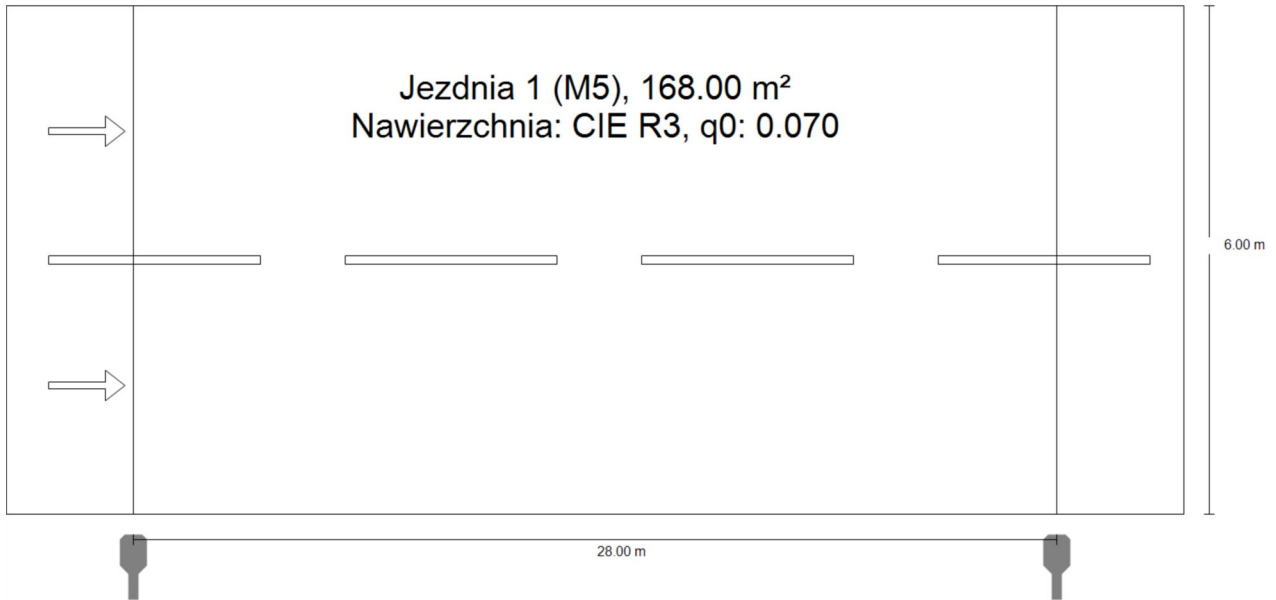 Jezdnia 1 (M5), 168.00 m²
Nawierzchnia: CIE R3, q0: 0.070
6.00 m
28.00 m